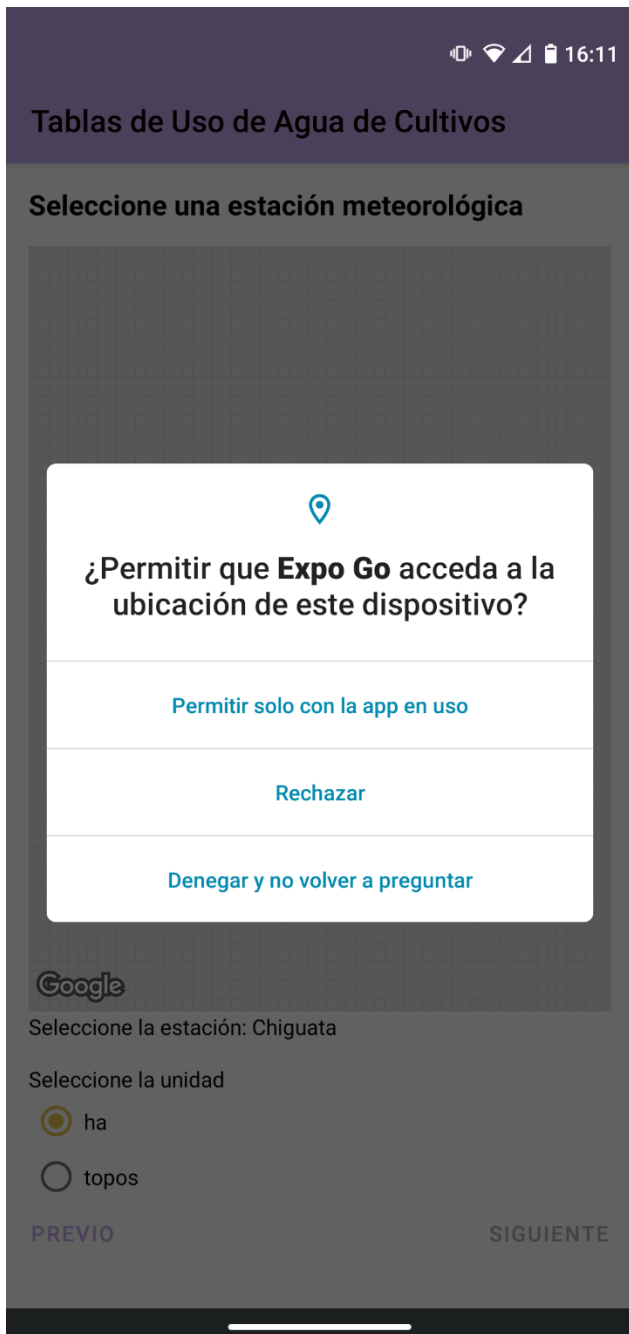 16:11
Tablas de Uso de Agua de Cultivos
Seleccione una estación meteorológica
¿Permitir que Expo Go acceda a la
ubicación de este dispositivo?
Permitir solo con la app en uso
Rechazar
Denegar y no volver a preguntar
Google
Seleccione la estación: Chiguata
Seleccione la unidad
ha
topos
PREVIO
SIGUIENTE